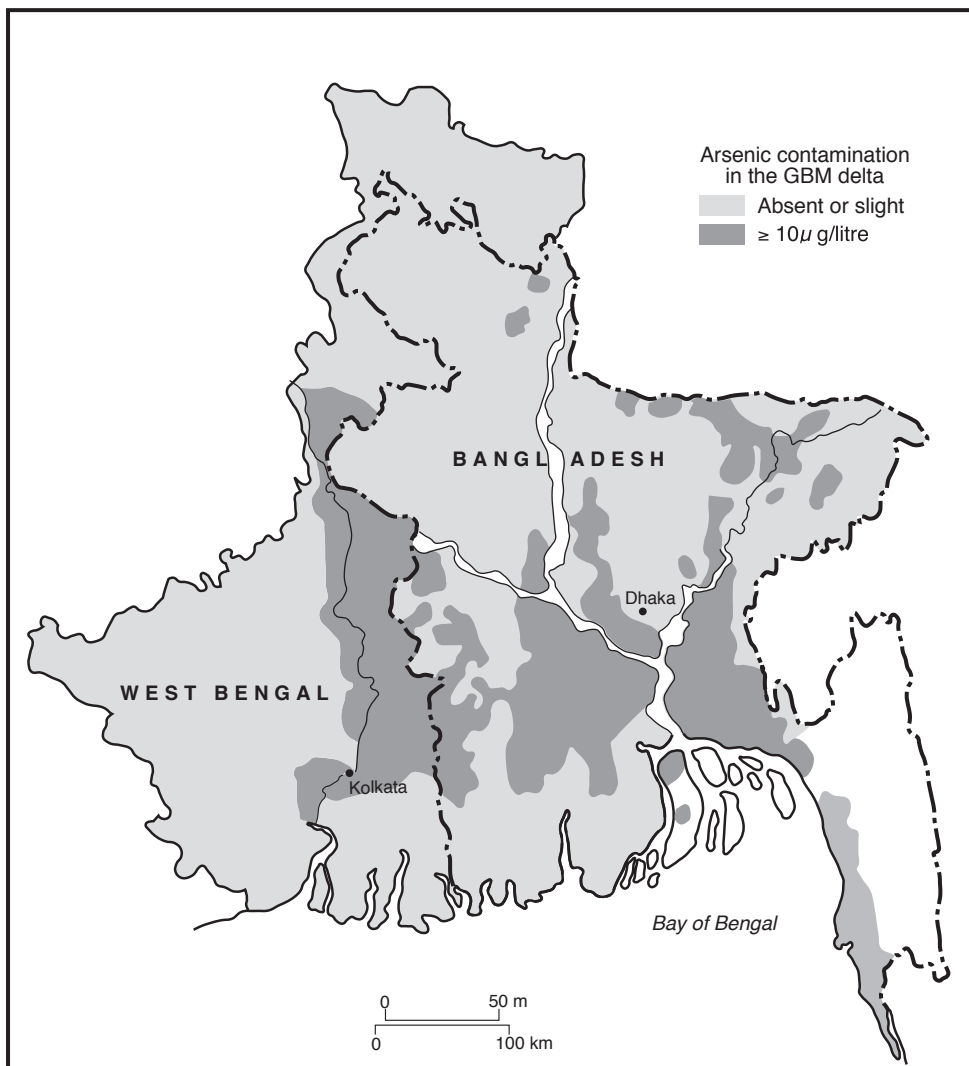 Arsenic contamination
in the GBM delta
Absent or slight
≥ 10µ g/litre
BANGLADESH
Dhaka
WEST BENGAL
Kolkata
Bay of Bengal
0 50 m
0 100 km